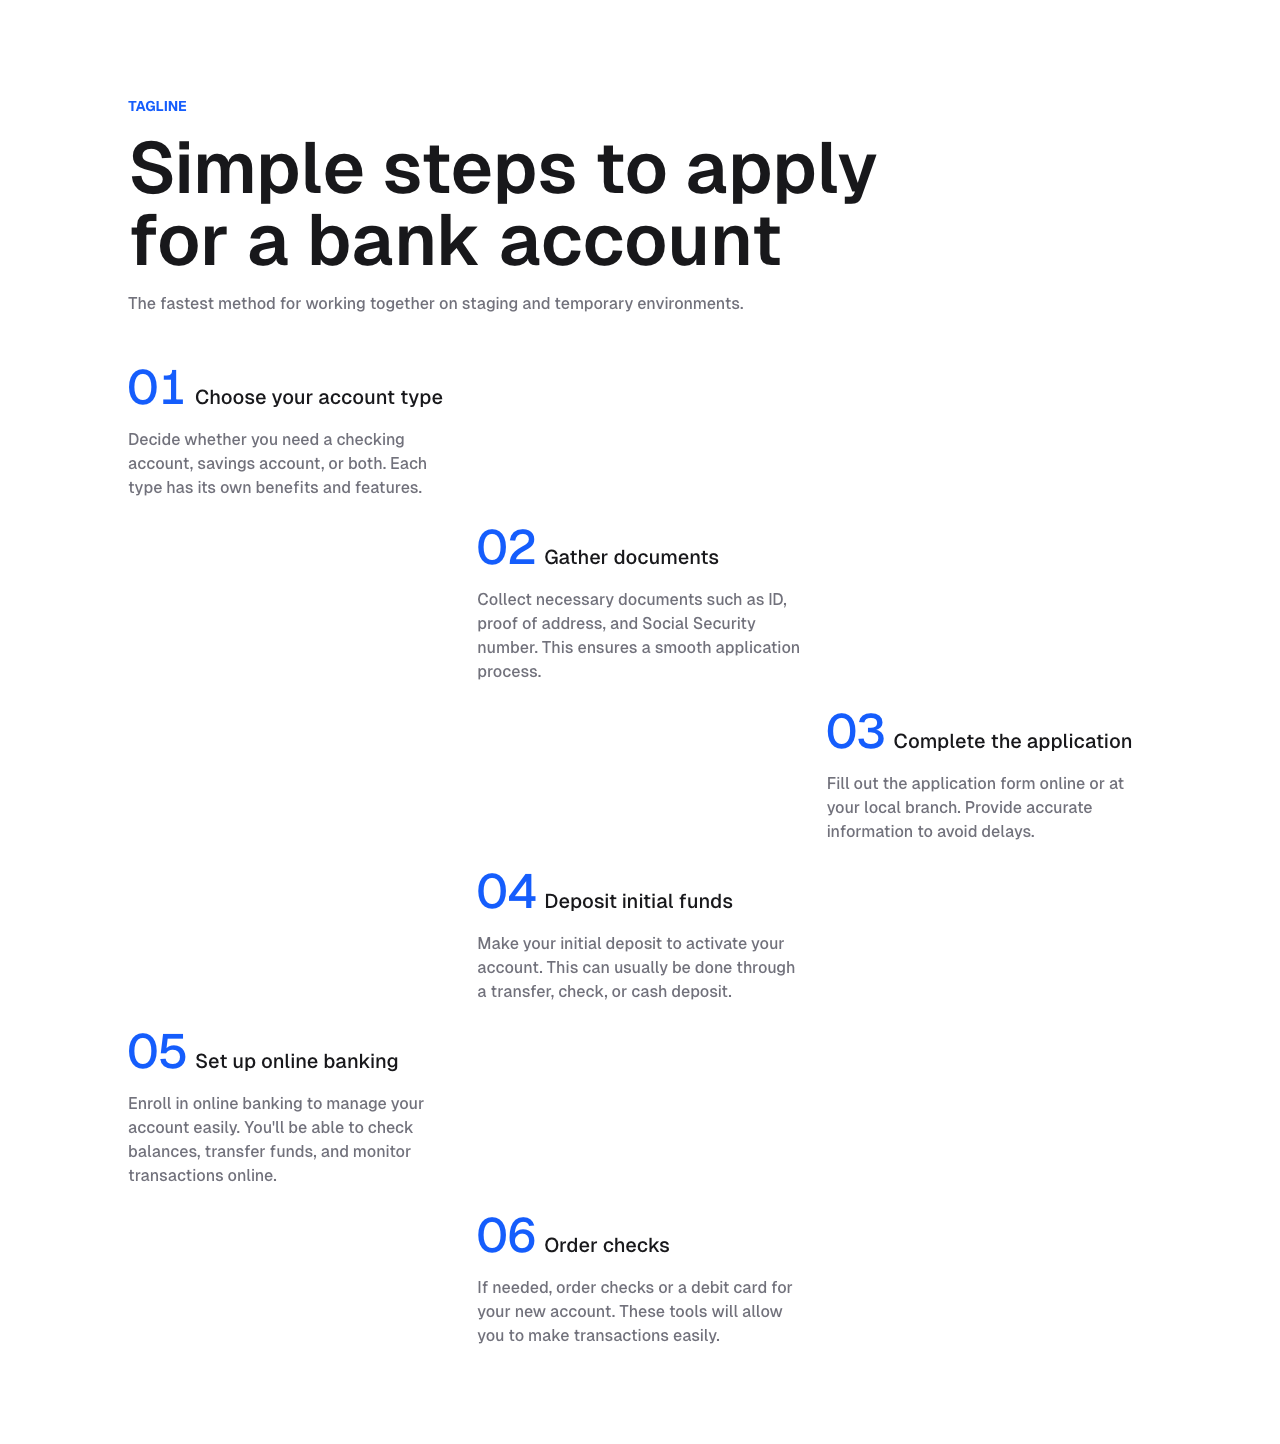 TAGLINE
Simple steps to apply
for a bank account
The fastest method for working together on staging and temporary environments.
01 Choose your account type
Decide whether you need a checking
account, savings account, or both. Each
type has its own benefits and features.
02 Gather documents
Collect necessary documents such as ID,
proof of address, and Social Security
number. This ensures a smooth application
process.
03 Complete the application
Fill out the application form online or at
your local branch. Provide accurate
information to avoid delays.
04 Deposit initial funds
Make your initial deposit to activate your
account. This can usually be done through
a transfer, check, or cash deposit.
05 Set up online banking
Enroll in online banking to manage your
account easily. You'll be able to check
balances, transfer funds, and monitor
transactions online.
06 Order checks
If needed, order checks or a debit card for
your new account. These tools will allow
you to make transactions easily.